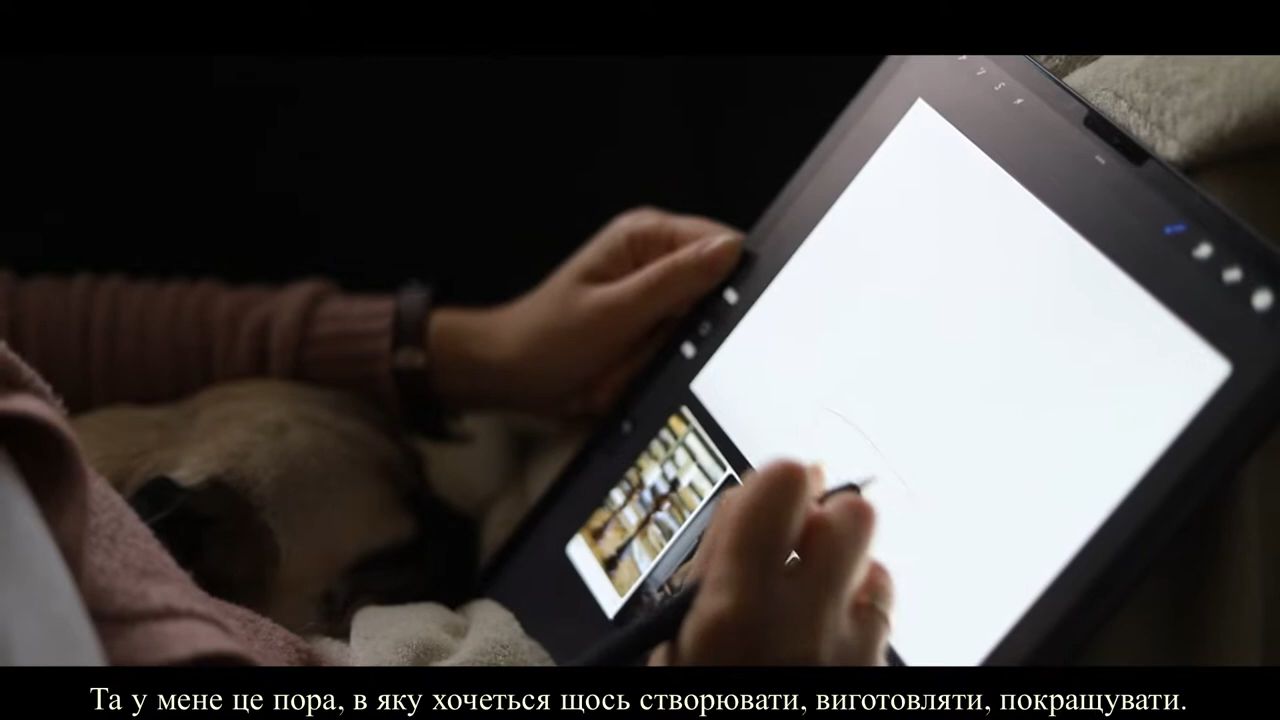 Та у мене це пора, в яку хочеться щось створювати, виготовляти, покращувати.